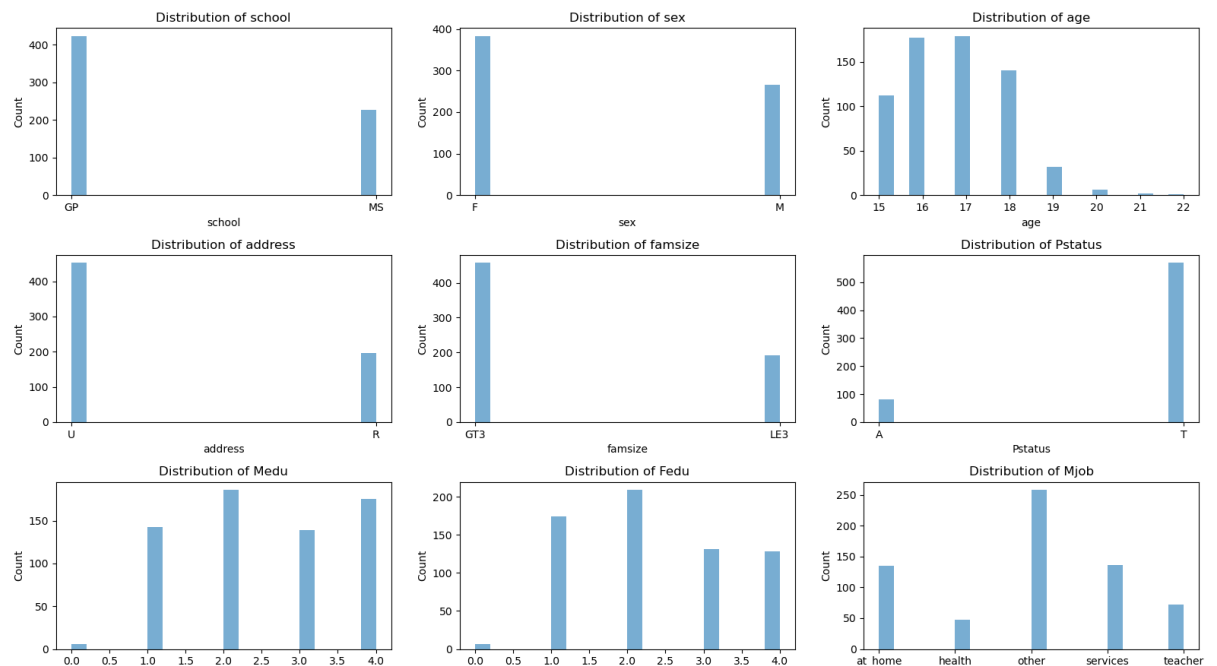 Distribution of school
Count
400
300
200
100
0
GP MS
school
Distribution of sex
Count
400
300
200
100
0
F M
sex
Distribution of age
Count
150
100
50
0
15 16 17 18 19 20 21 22
age
Distribution of address
Count
400
300
200
100
0
U R
address
Distribution of famsize
Count
400
300
200
100
0
GT3 LE3
famsize
Distribution of Pstatus
Count
500
400
300
200
100
0
A T
Pstatus
Distribution of Medu
Count
150
100
50
0
0.0 0.5 1.0 1.5 2.0 2.5 3.0 3.5 4.0
Distribution of Fedu
Count
200
150
100
50
0
0.0 0.5 1.0 1.5 2.0 2.5 3.0 3.5 4.0
Distribution of Mjob
Count
250
200
150
100
50
0
at home health other services teacher